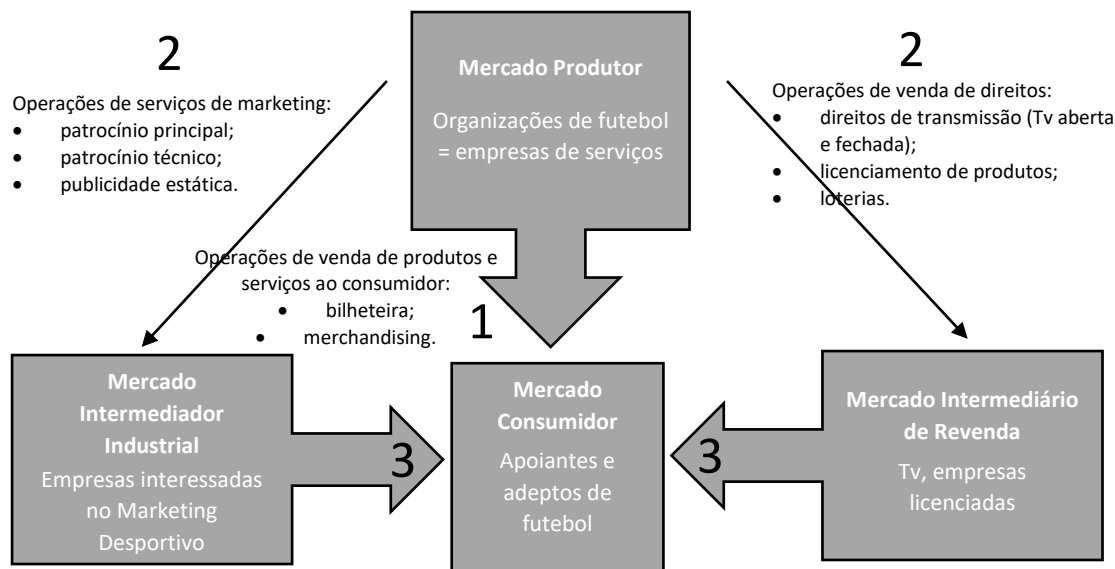 2
Operações de serviços de marketing:
• patrocínio principal;
• patrocínio técnico;
• publicidade estática.
Mercado Produtor
Organizações de futebol
= empresas de serviços
2
Operações de venda de direitos:
• direitos de transmissão (Tv aberta
e fechada);
• licenciamento de produtos;
• loterias.
Operações de venda de produtos e
serviços ao consumidor:
• bilheteira;
• merchandising.
1
Mercado
Intermediador
Industrial
Empresas interessadas
no Marketing
Desportivo
3
Mercado
Consumidor
Apoiantes e
adeptos de
futebol
3
Mercado Intermediário
de Revenda
Tv, empresas
licenciadas